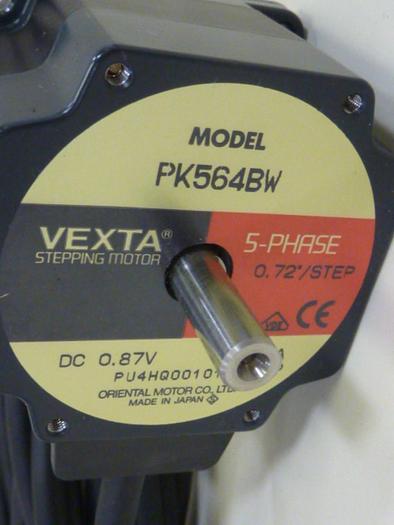 MODEL
PK564BW
VEXTA®
STEPPING MOTOR
5-PHASE
0.72°/STEP
VDE CE
DC 0.87V
ORIENTAL MOTOR CO. LTD.
MADE IN JAPAN